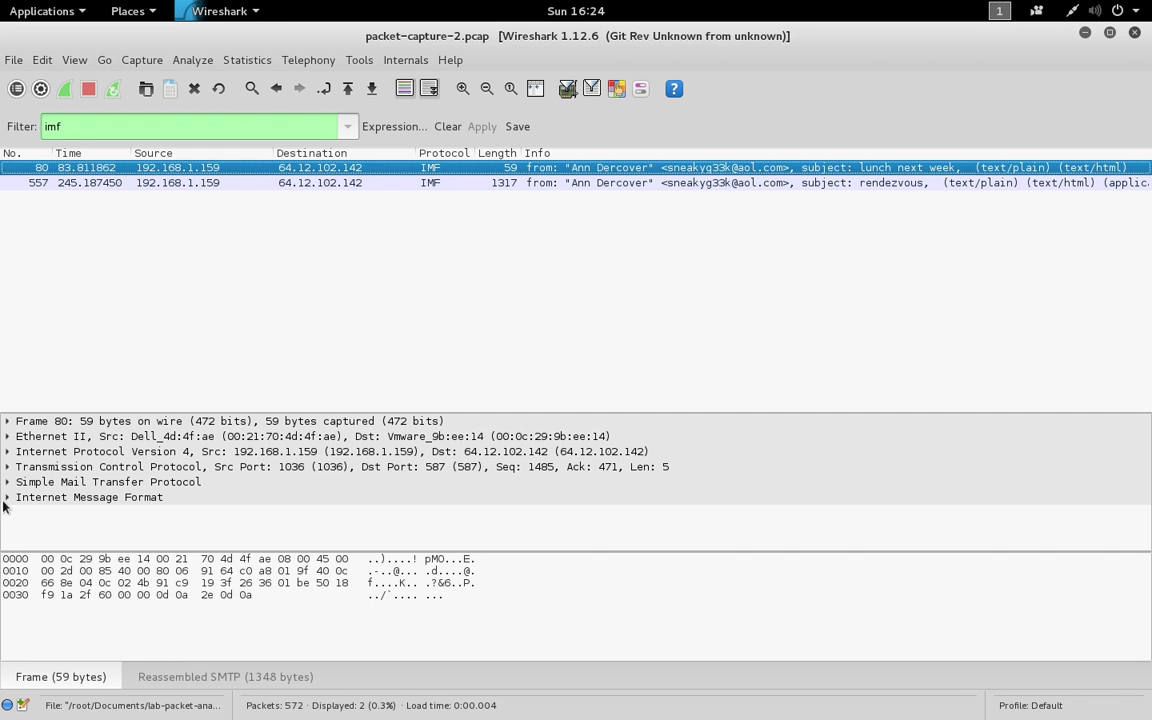 Applications Places Wireshark Sun 16:24 1
packet-capture-2.pcap [Wireshark 1.12.6 (Git Rev Unknown from unknown)]
File Edit View Go Capture Analyze Statistics Telephony Tools Internals Help
Filter: imf Expression... Clear Apply Save
No. Time Source Destination Protocol Length Info
80 83.811862 192.168.1.159 64.12.102.142 IMF 59 from: "Ann Dercover" <sneakyg33k@aol.com>, subject: lunch next week, (text/plain) (text/html)
557 245.187450 192.168.1.159 64.12.102.142 IMF 1317 from: "Ann Dercover" <sneakyg33k@aol.com>, subject: rendezvous, (text/plain) (text/html) (applic
Frame 80: 59 bytes on wire (472 bits), 59 bytes captured (472 bits)
Ethernet II, Src: Dell_4d:4f:ae (00:21:70:4d:4f:ae), Dst: Vmware_9b:ee:14 (00:0c:29:9b:ee:14)
Internet Protocol Version 4, Src: 192.168.1.159 (192.168.1.159), Dst: 64.12.102.142 (64.12.102.142)
Transmission Control Protocol, Src Port: 1036 (1036), Dst Port: 587 (587), Seq: 1485, Ack: 471, Len: 5
Simple Mail Transfer Protocol
Internet Message Format
0000 00 0c 29 9b ee 14 00 21 70 4d 4f ae 08 00 45 00 ..)....! pMO...E.
0010 00 2d 00 85 40 00 80 06 91 64 c0 a8 01 9f 40 0c .-..@... .d....@.
0020 66 8e 04 0c 02 4b 91 c9 19 3f 26 36 01 be 50 18 f....K.. .?&6..P.
0030 f9 1a 2f 60 00 00 0d 0a 2e 0d 0a ../`.... ...
Frame (59 bytes) Reassembled SMTP (1348 bytes)
File: "/root/Documents/lab-packet-ana... Packets: 572 · Displayed: 2 (0.3%) · Load time: 0:00.004 Profile: Default